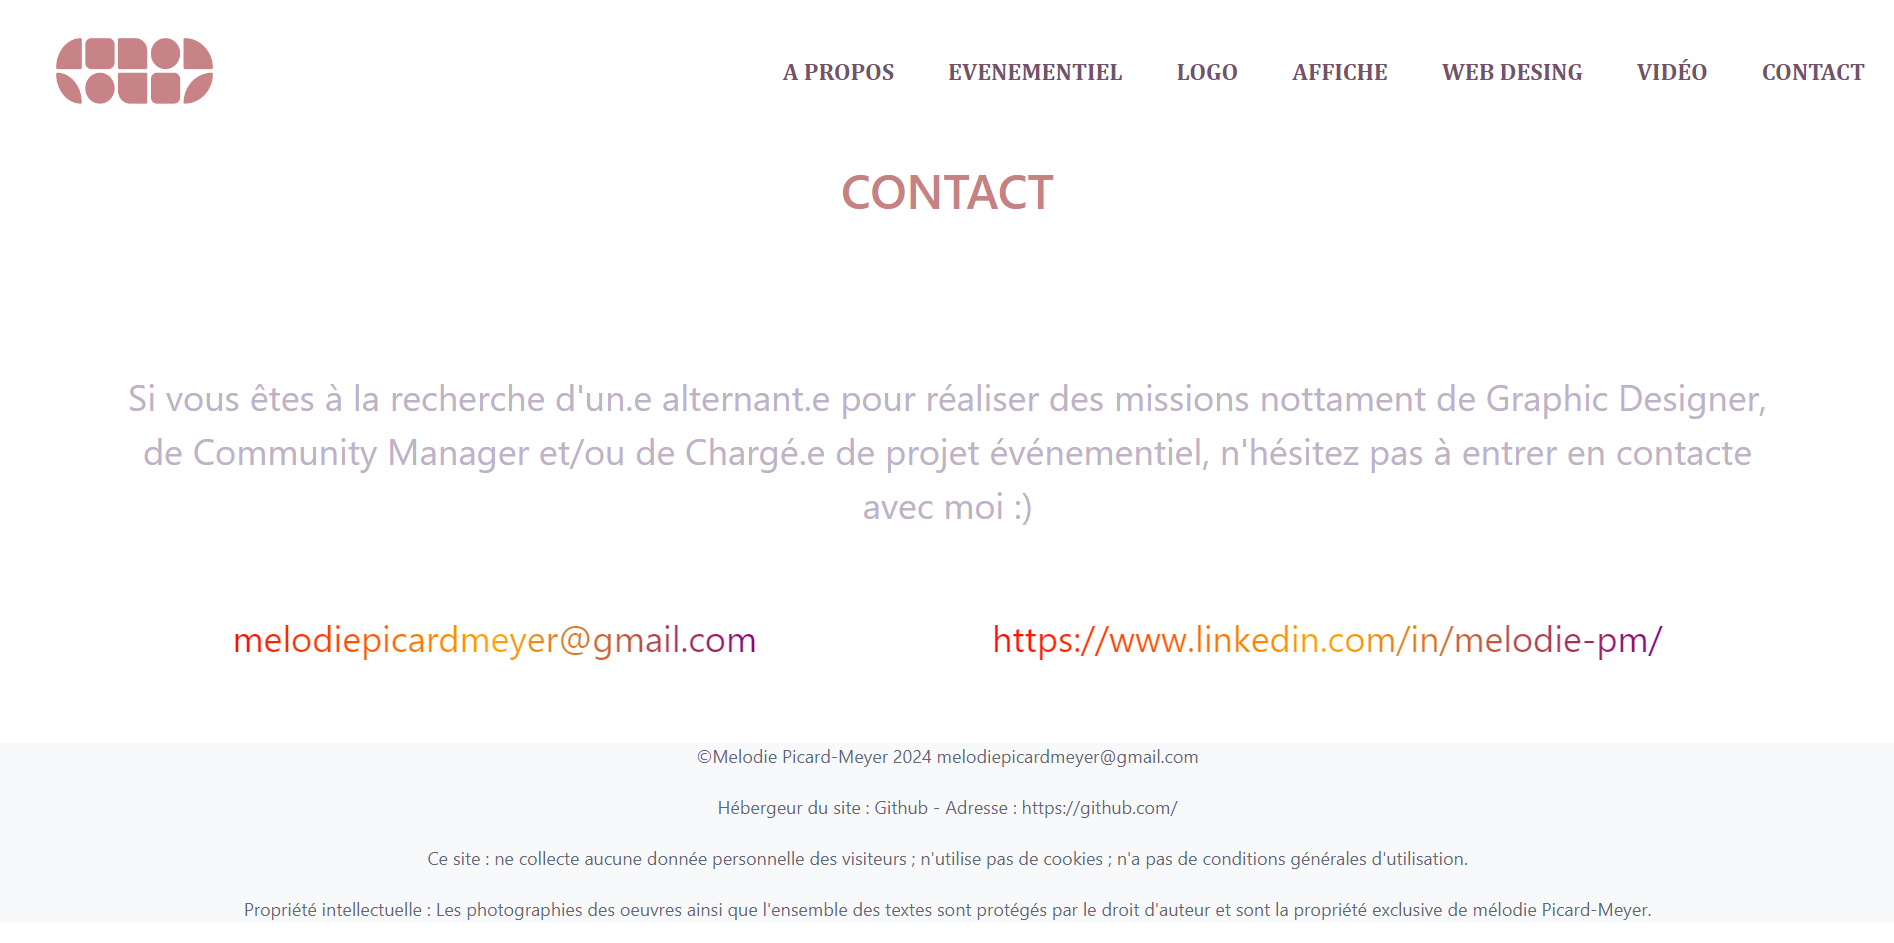 A PROPOS EVENEMENTIEL LOGO AFFICHE WEB DESING VIDÉO CONTACT
CONTACT
Si vous êtes à la recherche d'un.e alternant.e pour réaliser des missions nottament de Graphic Designer,
de Community Manager et/ou de Chargé.e de projet événementiel, n'hésitez pas à entrer en contacte
avec moi :)
melodiepicardmeyer@gmail.com https://www.linkedin.com/in/melodie-pm/
©Melodie Picard-Meyer 2024 melodiepicardmeyer@gmail.com
Hébergeur du site : Github - Adresse : https://github.com/
Ce site : ne collecte aucune donnée personnelle des visiteurs ; n'utilise pas de cookies ; n'a pas de conditions générales d'utilisation.
Propriété intellectuelle : Les photographies des oeuvres ainsi que l'ensemble des textes sont protégés par le droit d'auteur et sont la propriété exclusive de mélodie Picard-Meyer.